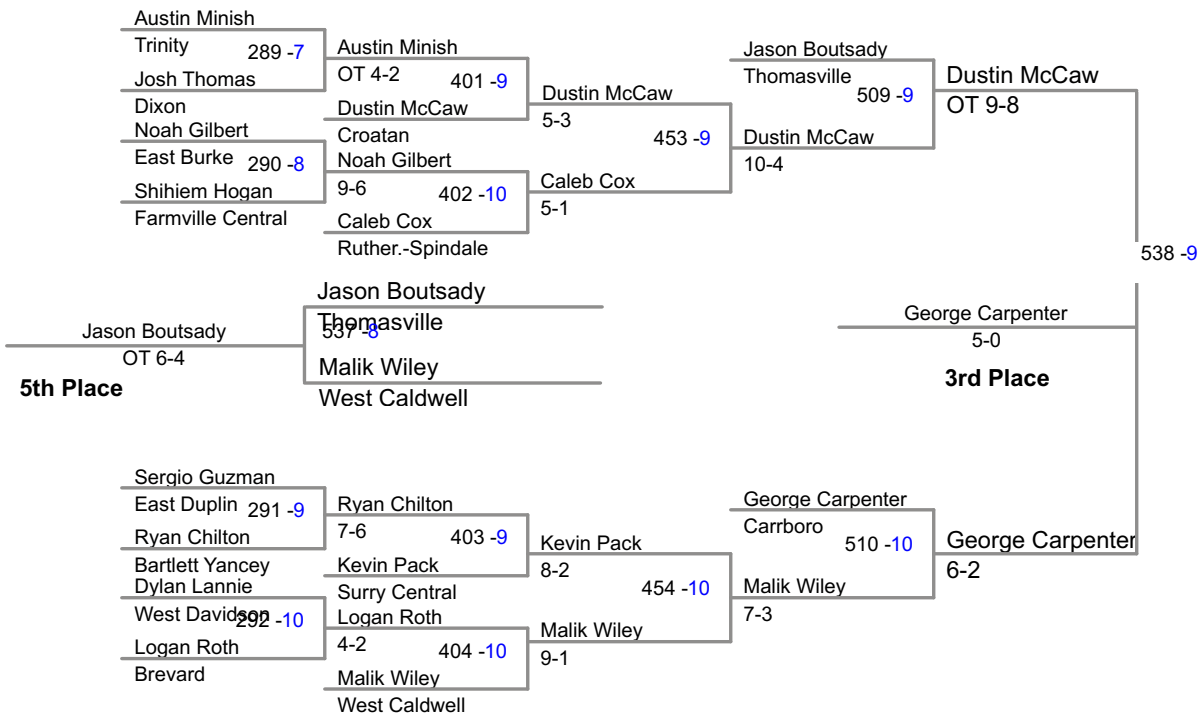 Austin Minish
Trinity
289 -7
Josh Thomas
Dixon
Noah Gilbert
East Burke
290 -8
Shihiem Hogan
Farmville Central
Austin Minish
OT 4-2
401 -9
Dustin McCaw
Croatan
Noah Gilbert
9-6
402 -10
Caleb Cox
Ruther.-Spindale
Dustin McCaw
5-3
453 -9
Caleb Cox
5-1
Jason Boutsady
Thomasville
509 -9
Dustin McCaw
10-4
Dustin McCaw
OT 9-8
538 -9
Jason Boutsady
Thomasville
537 -8
Malik Wiley
West Caldwell
Jason Boutsady
OT 6-4
5th Place
George Carpenter
5-0
3rd Place
Sergio Guzman
East Duplin
291 -9
Ryan Chilton
Bartlett Yancey
Dylan Lannie
West Davidson
292 -10
Logan Roth
Brevard
Ryan Chilton
7-6
403 -9
Kevin Pack
Surry Central
Logan Roth
4-2
404 -10
Malik Wiley
West Caldwell
Kevin Pack
8-2
454 -10
Malik Wiley
9-1
George Carpenter
Carrboro
510 -10
Malik Wiley
7-3
George Carpenter
6-2